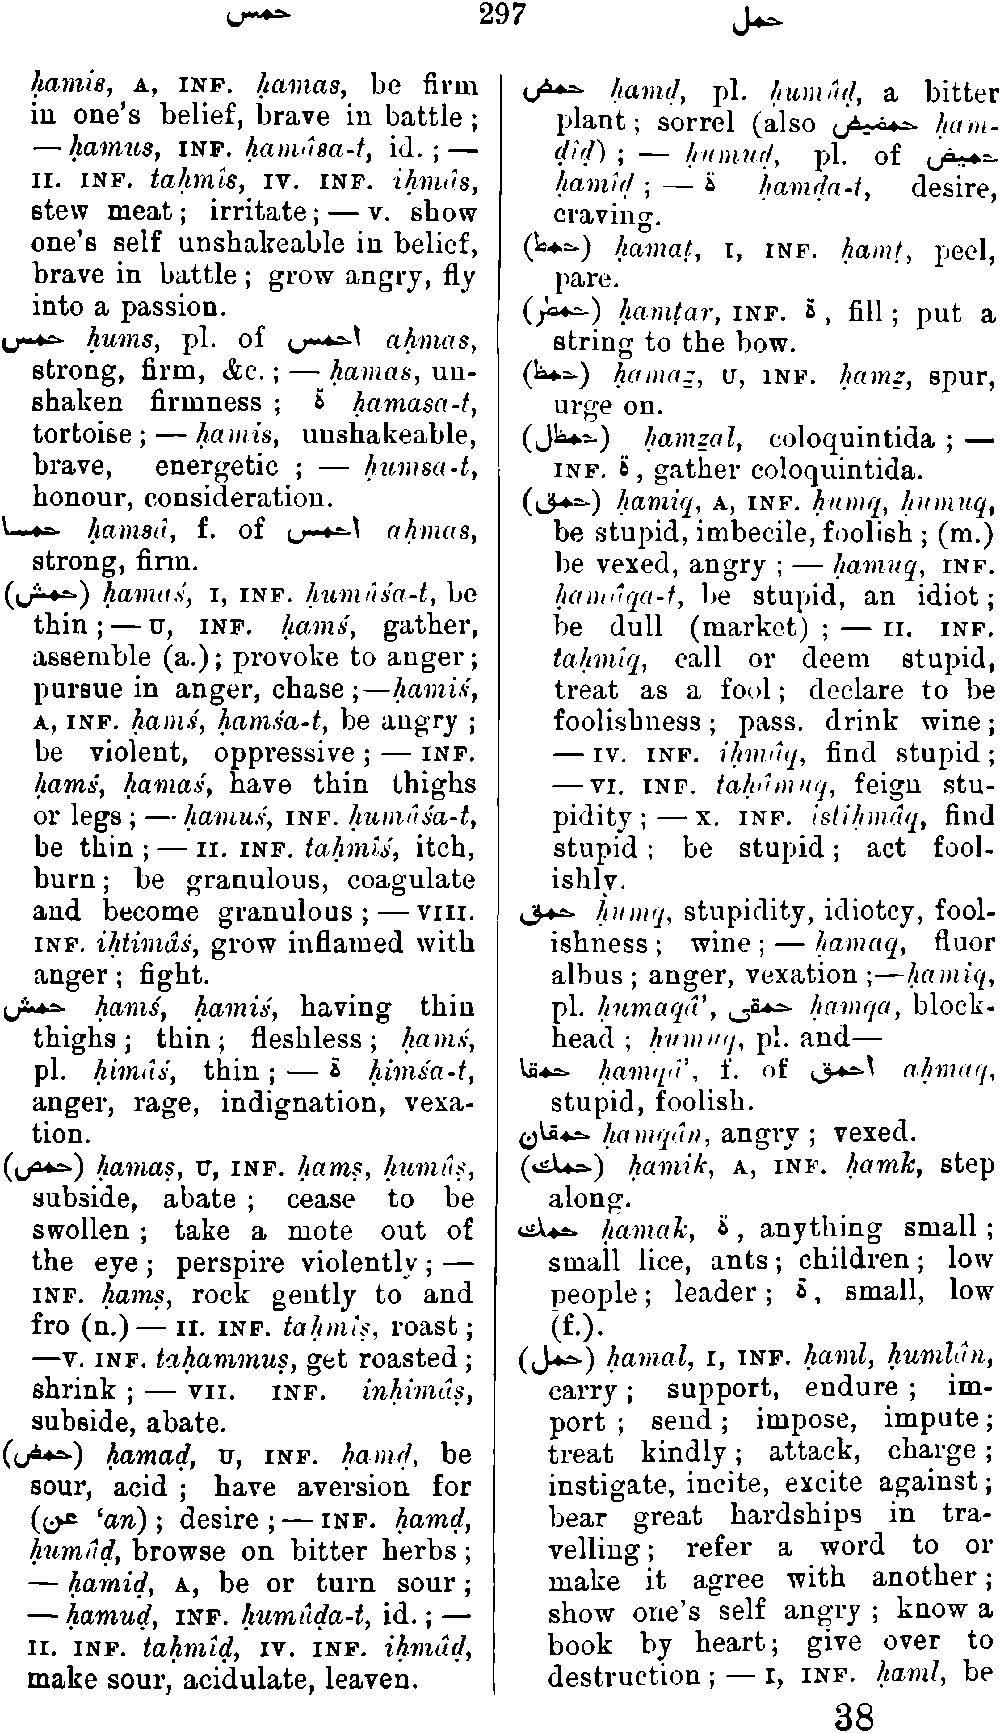 حمس 297 حمل
ḥamis, A, INF. ḥamas, be firm
in one's belief, brave in battle;
— ḥamus, INF. ḥamâsa-t, id.; —
II. INF. taḥmîs, IV. INF. iḥmâs,
stew meat; irritate; — V. show
one's self unshakeable in belief,
brave in battle; grow angry, fly
into a passion.
حمس ḥums, pl. of احمس aḥmas,
strong, firm, &c.; — ḥamas, un-
shaken firmness; ة ḥamasa-t,
tortoise; — ḥamis, unshakeable,
brave, energetic; — ḥumsa-t,
honour, consideration.
حمسا ḥamsâ, f. of احمس aḥmas,
strong, firm.
(حمش) ḥamaś, I, INF. ḥumûśa-t, be
thin; — U, INF. ḥamś, gather,
assemble (a.); provoke to anger;
pursue in anger, chase; — ḥamiś,
A, INF. ḥamś, ḥamśa-t, be angry;
be violent, oppressive; — INF.
ḥamś, ḥamaś, have thin thighs
or legs; — ḥamuś, INF. ḥumûśa-t,
be thin; — II. INF. taḥmîś, itch,
burn; be granulous, coagulate
and become granulous; — VIII.
INF. iḥtimâś, grow inflamed with
anger; fight.
حمش ḥamś, ḥamiś, having thin
thighs; thin; fleshless; ḥamś,
pl. ḥimâś, thin; — ة ḥimśa-t,
anger, rage, indignation, vexa-
tion.
(حمص) ḥamaṣ, U, INF. ḥamṣ, ḥumûṣ,
subside, abate; cease to be
swollen; take a mote out of
the eye; perspire violently; —
INF. ḥamṣ, rock gently to and
fro (n.) — II. INF. taḥmîṣ, roast;
— V. INF. taḥammuṣ, get roasted;
shrink; — VII. INF. inḥimâṣ,
subside, abate.
(حمض) ḥamaḍ, U, INF. ḥamḍ, be
sour, acid; have aversion for
(عن ‘an); desire; — INF. ḥamḍ,
ḥumûḍ, browse on bitter herbs;
— ḥamiḍ, A, be or turn sour;
— ḥamuḍ, INF. ḥumûḍa-t, id.; —
II. INF. taḥmîḍ, IV. INF. iḥmâḍ,
make sour, acidulate, leaven.
حمض ḥamḍ, pl. ḥumûḍ, a bitter
plant; sorrel (also حمضيض ḥam-
ḍîḍ); — ḥumuḍ, pl. of حميض
ḥamîḍ; — ة ḥamḍa-t, desire,
craving.
(حمط) ḥamaṭ, I, INF. ḥamṭ, peel,
pare.
(حمطر) ḥamṭar, INF. ة, fill; put a
string to the bow.
(حمظ) ḥamaẓ, U, INF. ḥamẓ, spur,
urge on.
(حمظل) ḥamẓal, coloquintida; —
INF. ة, gather coloquintida.
(حمق) ḥamiq, A, INF. ḥumq, ḥumuq,
be stupid, imbecile, foolish; (m.)
be vexed, angry; — ḥamuq, INF.
ḥamâqa-t, be stupid, an idiot;
be dull (market); — II. INF.
taḥmîq, call or deem stupid,
treat as a fool; declare to be
foolishness; pass. drink wine;
— IV. INF. iḥmâq, find stupid;
— VI. INF. taḥâmuq, feign stu-
pidity; — X. INF. istiḥmâq, find
stupid; be stupid; act fool-
ishly.
حمق ḥumq, stupidity, idiotcy, fool-
ishness; wine; — ḥamaq, fluor
albus; anger, vexation; — ḥamiq,
pl. ḥumaqâ’, حمقى ḥamqa, block-
head; ḥumuq, pl. and—
حمقا ḥamqâ’, f. of احمق aḥmaq,
stupid, foolish.
حمقان ḥamqân, angry; vexed.
(حمك) ḥamik, A, INF. ḥamk, step
along.
حمك ḥamak, ة, anything small;
small lice, ants; children; low
people; leader; ة, small, low
(f.).
(حمل) ḥamal, I, INF. ḥaml, ḥumlân,
carry; support, endure; im-
port; send; impose, impute;
treat kindly; attack, charge;
instigate, incite, excite against;
bear great hardships in tra-
velling; refer a word to or
make it agree with another;
show one's self angry; know a
book by heart; give over to
destruction; — I, INF. ḥaml, be
38